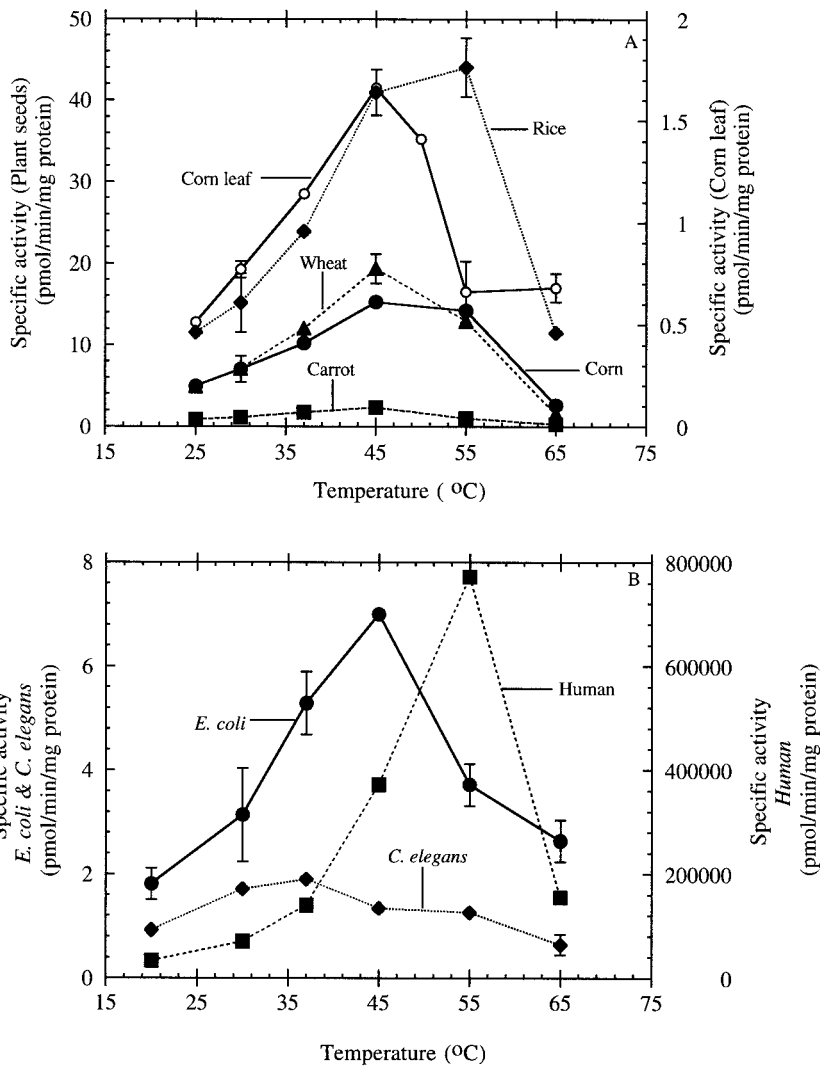 A
Specific activity (Plant seeds)
(pmol/min/mg protein)
50
40
30
20
10
0
2
1.5
1
0.5
0
Specific activity (Corn leaf)
(pmol/min/mg protein)
Corn leaf
Rice
Wheat
Carrot
Corn
15 25 35 45 55 65 75
Temperature ( ᴼC)
B
Specific activity
E. coli & C. elegans
(pmol/min/mg protein)
8
6
4
2
0
800000
600000
400000
200000
0
Specific activity
Human
(pmol/min/mg protein)
E. coli
Human
C. elegans
15 25 35 45 55 65 75
Temperature (ᴼC)